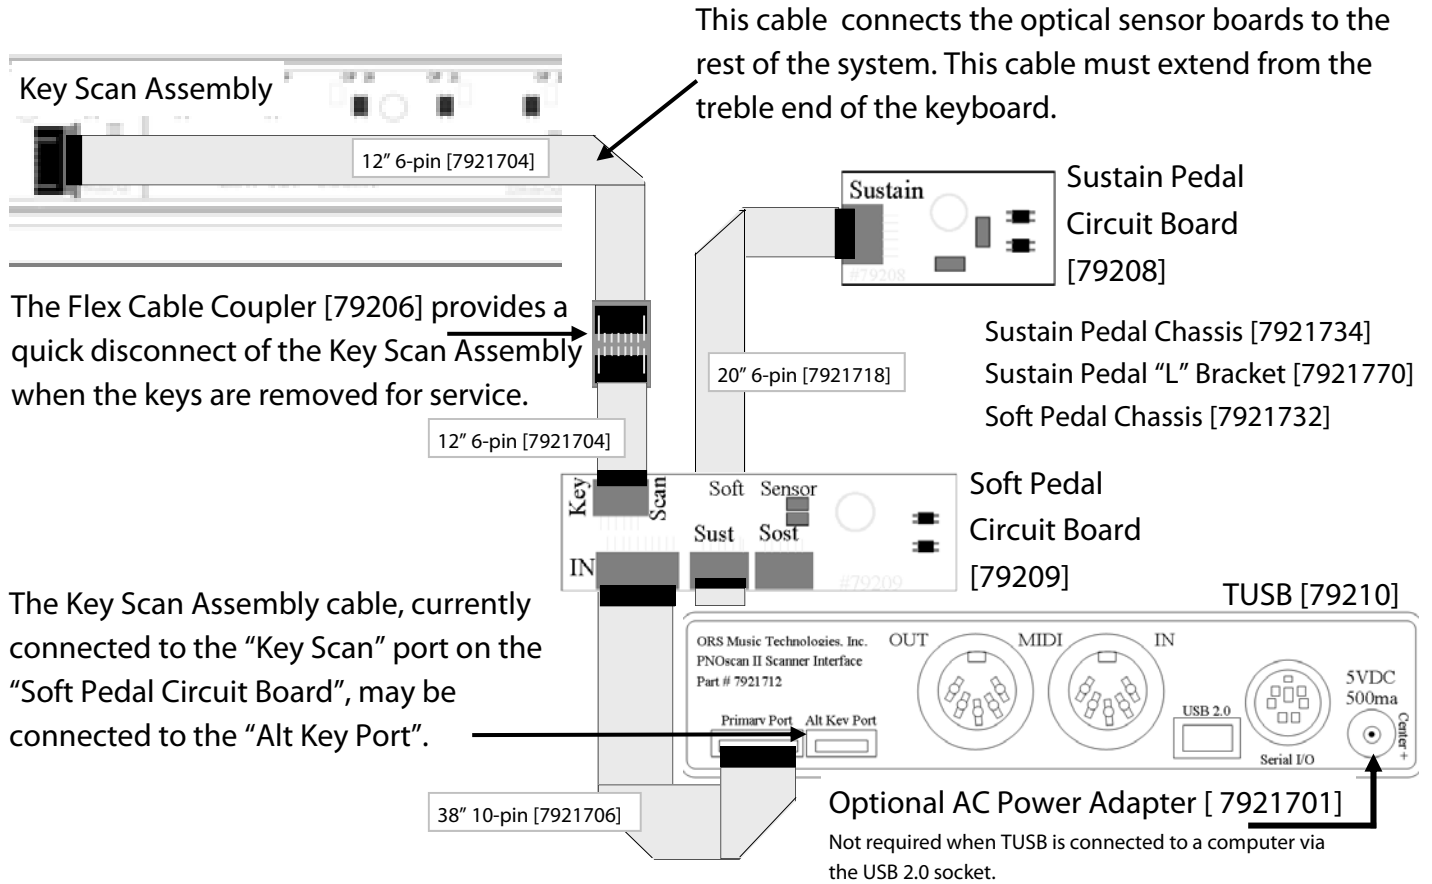 This cable connects the optical sensor boards to the
rest of the system. This cable must extend from the
treble end of the keyboard.
Key Scan Assembly
12” 6-pin [7921704]
Sustain
#79208
Sustain Pedal
Circuit Board
[79208]
The Flex Cable Coupler [79206] provides a
quick disconnect of the Key Scan Assembly
when the keys are removed for service.
Sustain Pedal Chassis [7921734]
Sustain Pedal “L” Bracket [7921770]
Soft Pedal Chassis [7921732]
20” 6-pin [7921718]
12” 6-pin [7921704]
Key Scan
Soft Sensor
Sust Sost
IN
#79209
Soft Pedal
Circuit Board
[79209]
The Key Scan Assembly cable, currently
connected to the “Key Scan” port on the
“Soft Pedal Circuit Board”, may be
connected to the “Alt Key Port”.
TUSB [79210]
ORS Music Technologies, Inc.
PNOscan II Scanner Interface
Part # 7921712
OUT MIDI IN
Primary Port Alt Key Port
USB 2.0
Serial I/O
5VDC
500ma
Center +
38” 10-pin [7921706]
Optional AC Power Adapter [ 7921701]
Not required when TUSB is connected to a computer via
the USB 2.0 socket.